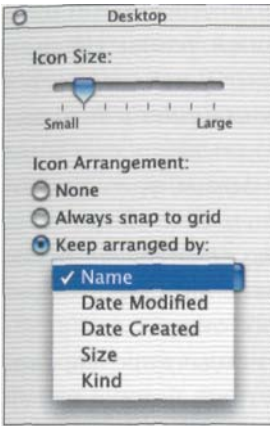 Desktop
Icon Size:
Small Large
Icon Arrangement:
None
Always snap to grid
Keep arranged by:
✓ Name
Date Modified
Date Created
Size
Kind